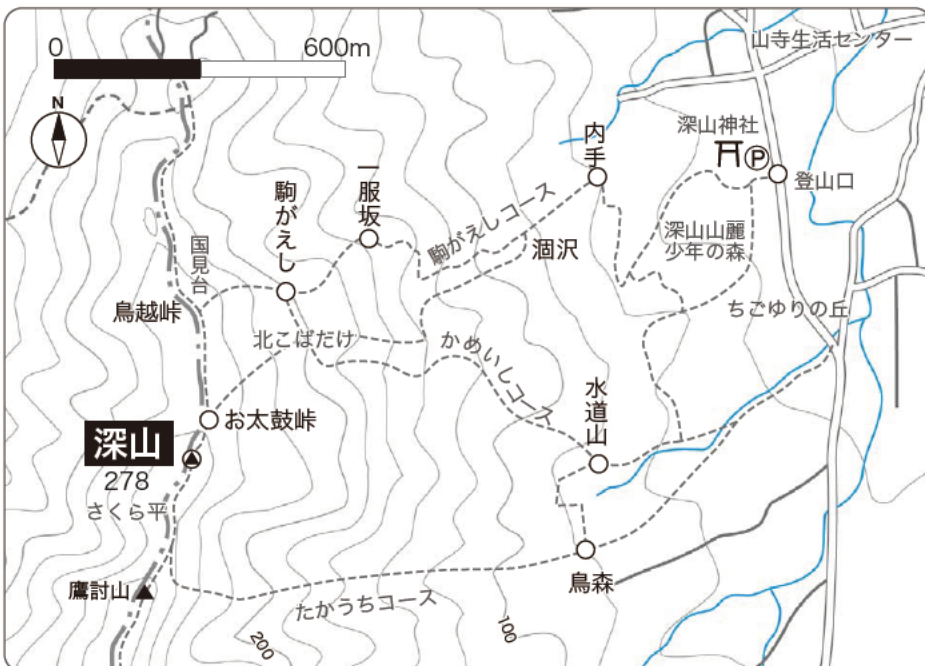 0 600m
山寺生活センター
N
深山神社
P
内手
登山口
一服坂
駒がえし
駒がえしコース
深山山麓
少年の森
涸沢
国見台
鳥越峠
ちごゆりの丘
北こばだけ
かめいしコース
水道山
お太鼓峠
深山
278
さくら平
鳥森
鷹討山
たかうちコース
200
100